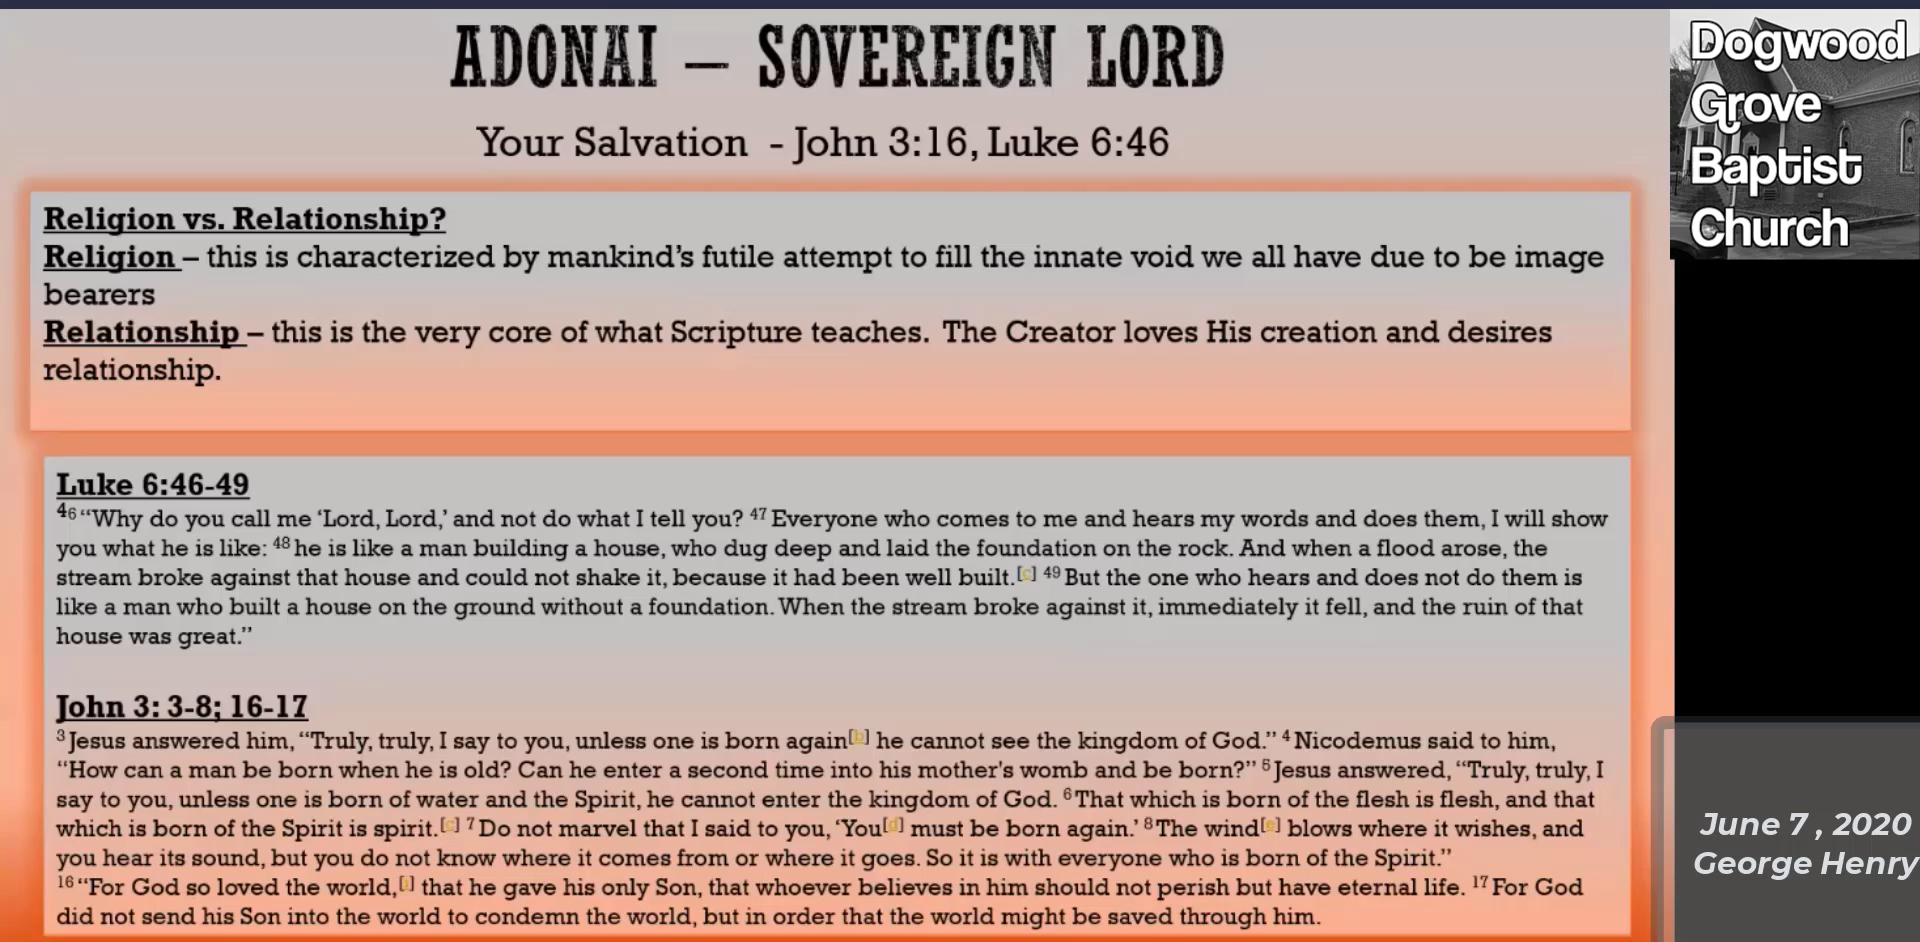 ADONAI – SOVEREIGN LORD
Your Salvation - John 3:16, Luke 6:46
Religion vs. Relationship?
Religion – this is characterized by mankind’s futile attempt to fill the innate void we all have due to be image
bearers
Relationship – this is the very core of what Scripture teaches. The Creator loves His creation and desires
relationship.
Luke 6:46-49
46 “Why do you call me ‘Lord, Lord,’ and not do what I tell you? 47 Everyone who comes to me and hears my words and does them, I will show
you what he is like: 48 he is like a man building a house, who dug deep and laid the foundation on the rock. And when a flood arose, the
stream broke against that house and could not shake it, because it had been well built.[c] 49 But the one who hears and does not do them is
like a man who built a house on the ground without a foundation. When the stream broke against it, immediately it fell, and the ruin of that
house was great.”
John 3: 3-8; 16-17
3 Jesus answered him, “Truly, truly, I say to you, unless one is born again[b] he cannot see the kingdom of God.” 4 Nicodemus said to him,
“How can a man be born when he is old? Can he enter a second time into his mother's womb and be born?” 5 Jesus answered, “Truly, truly, I
say to you, unless one is born of water and the Spirit, he cannot enter the kingdom of God. 6 That which is born of the flesh is flesh, and that
which is born of the Spirit is spirit.[c] 7 Do not marvel that I said to you, ‘You[d] must be born again.’ 8 The wind[e] blows where it wishes, and
you hear its sound, but you do not know where it comes from or where it goes. So it is with everyone who is born of the Spirit.”
16 “For God so loved the world,[i] that he gave his only Son, that whoever believes in him should not perish but have eternal life. 17 For God
did not send his Son into the world to condemn the world, but in order that the world might be saved through him.
Dogwood
Grove
Baptist
Church
June 7 , 2020
George Henry